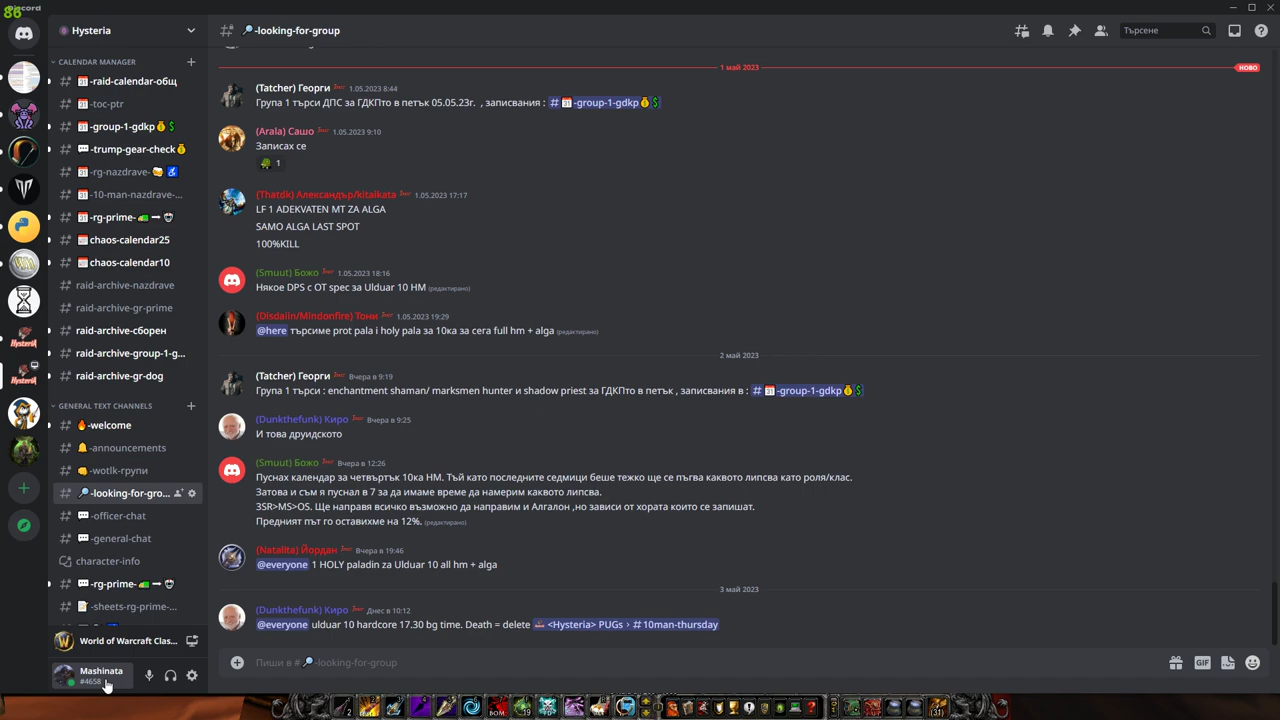 Discord
86
Hysteria
-looking-for-group
Търсене
CALENDAR MANAGER
-raid-calendar-общ
-toc-ptr
-group-1-gdkp
-trump-gear-check
-rg-nazdrave-
-10-man-nazdrave-...
-rg-prime-
chaos-calendar25
chaos-calendar10
raid-archive-nazdrave
raid-archive-gr-prime
raid-archive-сборен
raid-archive-group-1-g...
raid-archive-gr-dog
GENERAL TEXT CHANNELS
-welcome
-announcements
-wotlk-групи
-looking-for-gro...
-officer-chat
-general-chat
character-info
-rg-prime-
-sheets-rg-prime-...
World of Warcraft Clas...
Mashinata
#4658
1 май 2023
НОВО
(Tatcher) Георги 1.05.2023 8:44
Група 1 търси ДПС за ГДКПто в петък 05.05.23г. , записвания : # -group-1-gdkp
(Arala) Сашо 1.05.2023 9:10
Записах се
1
(Thatdk) Александър/kitaikata 1.05.2023 17:17
LF 1 ADEKVATEN MT ZA ALGA
SAMO ALGA LAST SPOT
100%KILL
(Smuut) Божо 1.05.2023 18:16
Някое DPS с OT spec за Ulduar 10 HM (редактирано)
(Disdalin/Mindonfire) Тони 1.05.2023 19:29
@here търсиме prot pala i holy pala за 10ка за сега full hm + alga (редактирано)
2 май 2023
(Tatcher) Георги Вчера в 9:19
Група 1 търси : enchantment shaman/ marksmen hunter и shadow priest за ГДКПто в петък , записвания в : # -group-1-gdkp
(Dunkthefunk) Киро Вчера в 9:25
И това друидското
(Smuut) Божо Вчера в 12:26
Пуснах календар за четвъртък 10ка НМ. Тъй като последните седмици беше тежко ще се пъгва каквото липсва като роля/клас.
Затова и съм я пуснал в 7 за да имаме време да намерим каквото липсва.
3SR>MS>OS. Ще направя всичко възможно да направим и Алгалон ,но зависи от хората които се запишат.
Предният път го оставихме на 12%. (редактирано)
(Natalita) Йордан Вчера в 19:46
@everyone 1 HOLY paladin za Ulduar 10 all hm + alga
3 май 2023
(Dunkthefunk) Киро Днес в 10:12
@everyone ulduar 10 hardcore 17.30 bg time. Death = delete <Hysteria> PUGs › # 10man-thursday
Пиши в # -looking-for-group
GIF